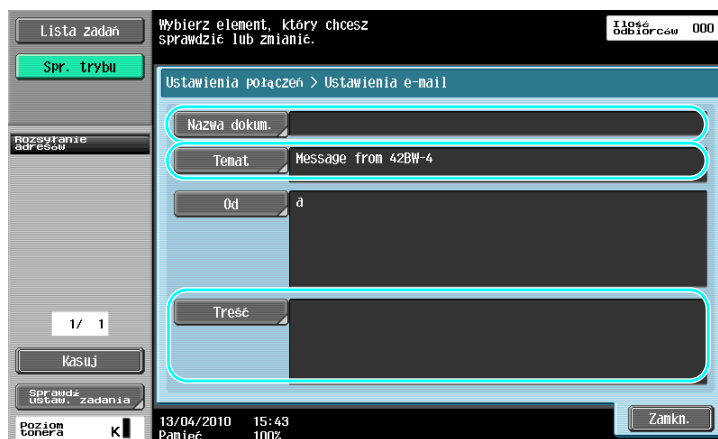 Lista zadań
Wybierz element, który chcesz
sprawdzić lub zmianić.
Ilość
odbiorców 000
Spr. trybu
Ustawienia połączeń > Ustawienia e-mail
Nazwa dokum.
Rozsyłanie
adresów
Temat Message from 42BW-4
Od a
Treść
1/ 1
Kasuj
Sprawdź
ustaw. zadania
Poziom
tonera K
13/04/2010 15:43
Pamięć 100%
Zamkn.